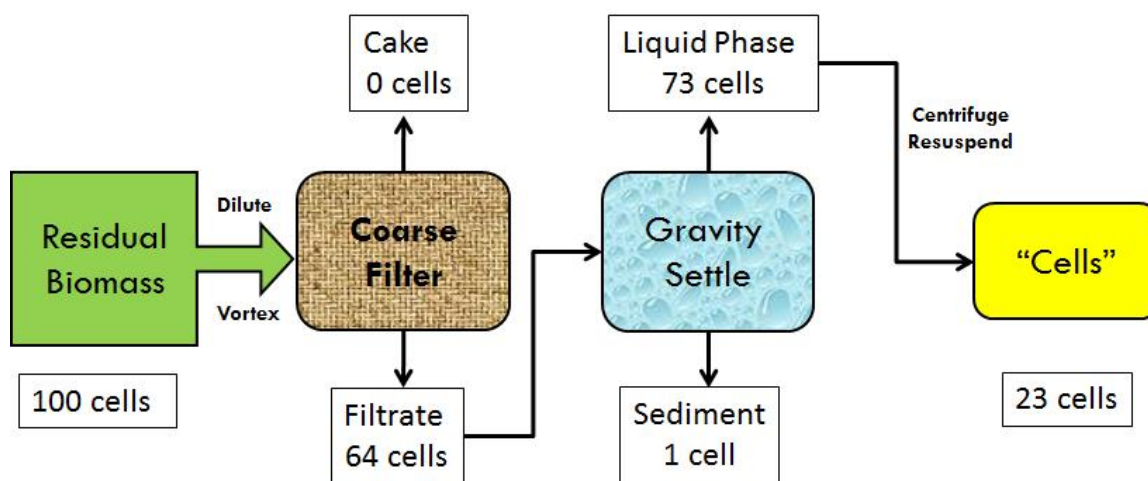 Cake
0 cells
Liquid Phase
73 cells
Centrifuge
Resuspend
Residual
Biomass
Dilute
Vortex
Coarse
Filter
Gravity
Settle
“Cells”
100 cells
Filtrate
64 cells
Sediment
1 cell
23 cells